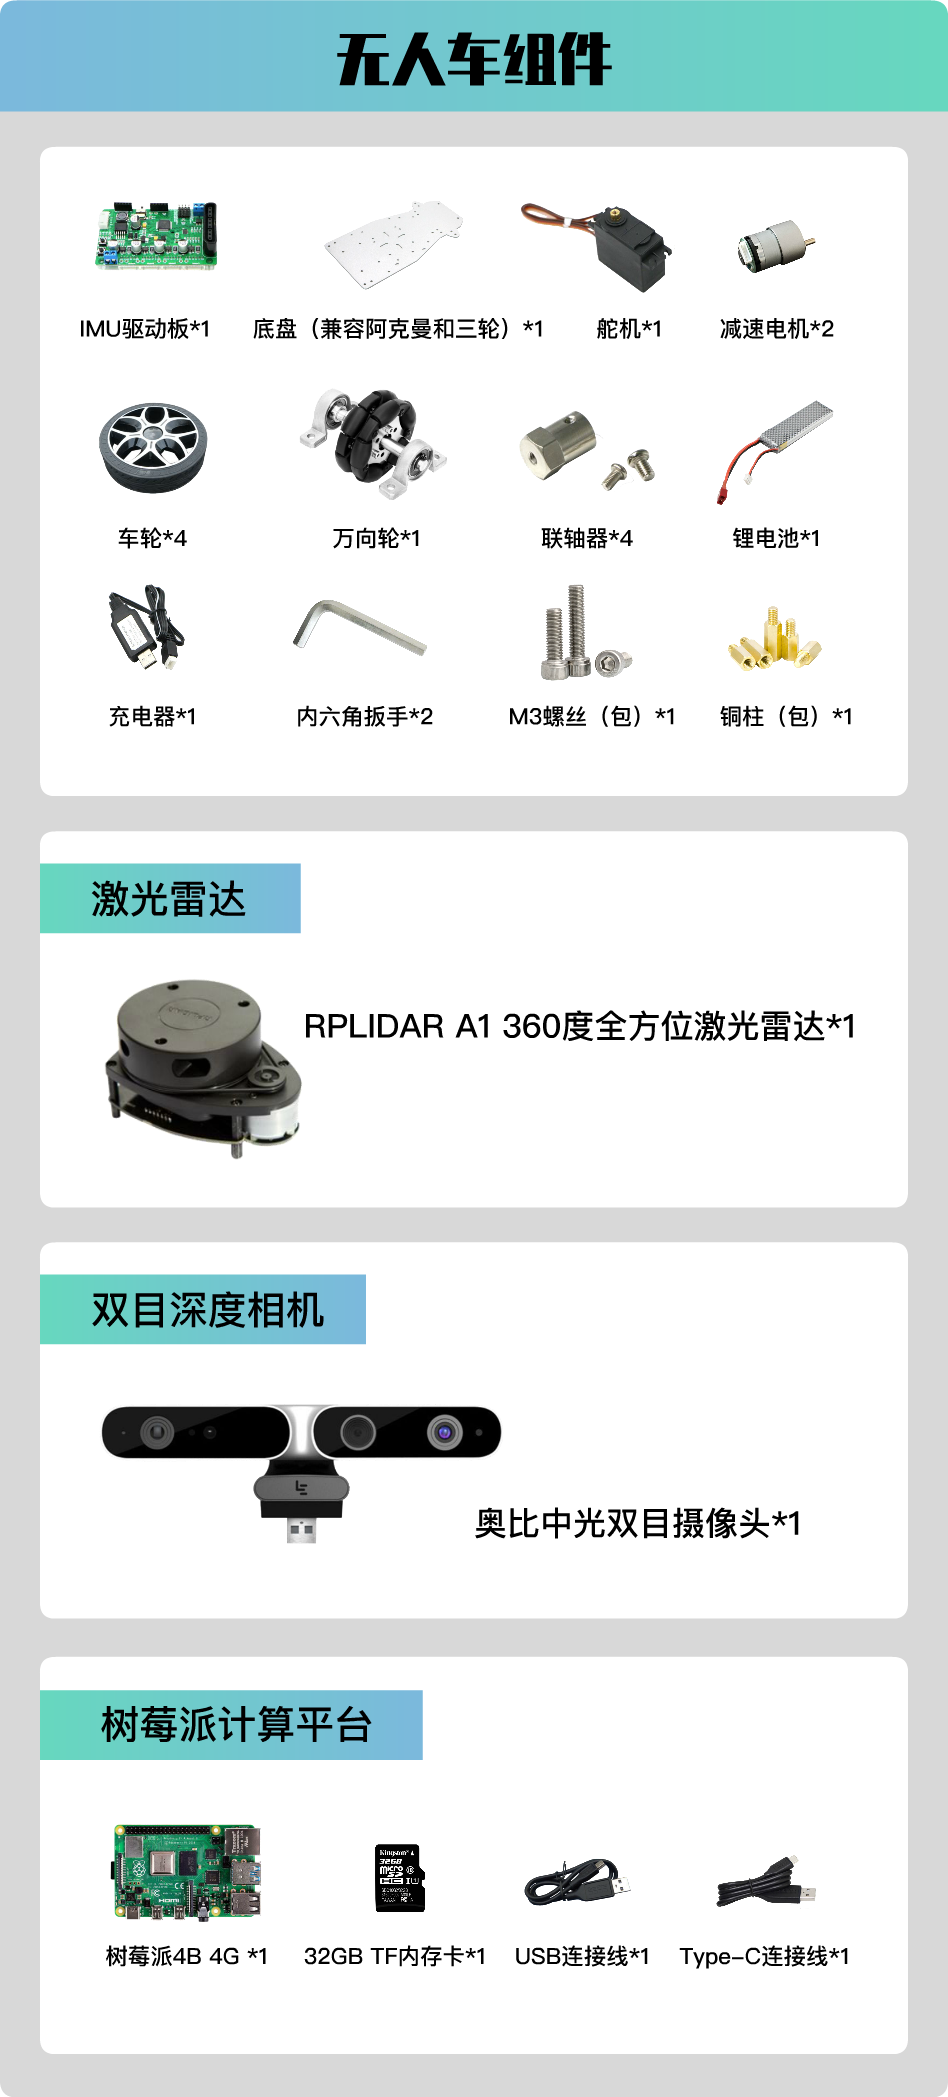 无人车组件
IMU驱动板*1
底盘（兼容阿克曼和三轮）*1
舵机*1
减速电机*2
车轮*4
万向轮*1
联轴器*4
锂电池*1
充电器*1
内六角扳手*2
M3螺丝（包）*1
铜柱（包）*1
激光雷达
RPLIDAR A1 360度全方位激光雷达*1
双目深度相机
奥比中光双目摄像头*1
树莓派计算平台
Kingston
32GB
micro
HC I
HDMI
树莓派4B 4G *1
32GB TF内存卡*1
USB连接线*1
Type-C连接线*1